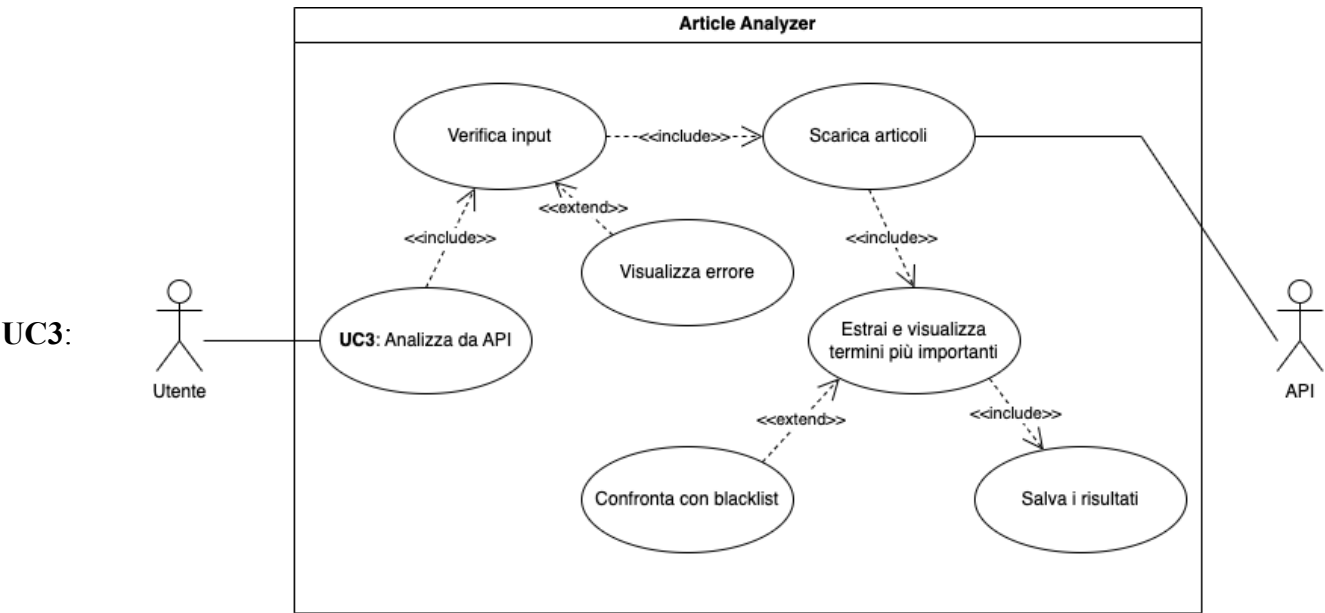 Article Analyzer
Verifica input
<<include>>
Scarica articoli
<<extend>>
<<include>>
<<include>>
Visualizza errore
UC3:
UC3: Analizza da API
Estrai e visualizza
termini più importanti
Utente
API
<<extend>>
<<include>>
Confronta con blacklist
Salva i risultati